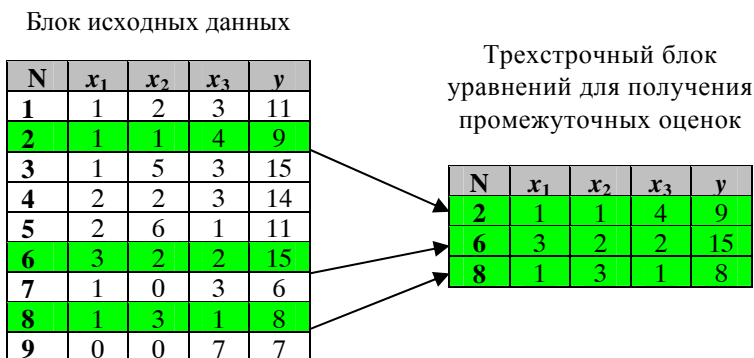 Блок исходных данных
N x1 x2 x3 y
1 1 2 3 11
2 1 1 4 9
3 1 5 3 15
4 2 2 3 14
5 2 6 1 11
6 3 2 2 15
7 1 0 3 6
8 1 3 1 8
9 0 0 7 7
Трехстрочный блок
уравнений для получения
промежуточных оценок
N x1 x2 x3 y
2 1 1 4 9
6 3 2 2 15
8 1 3 1 8